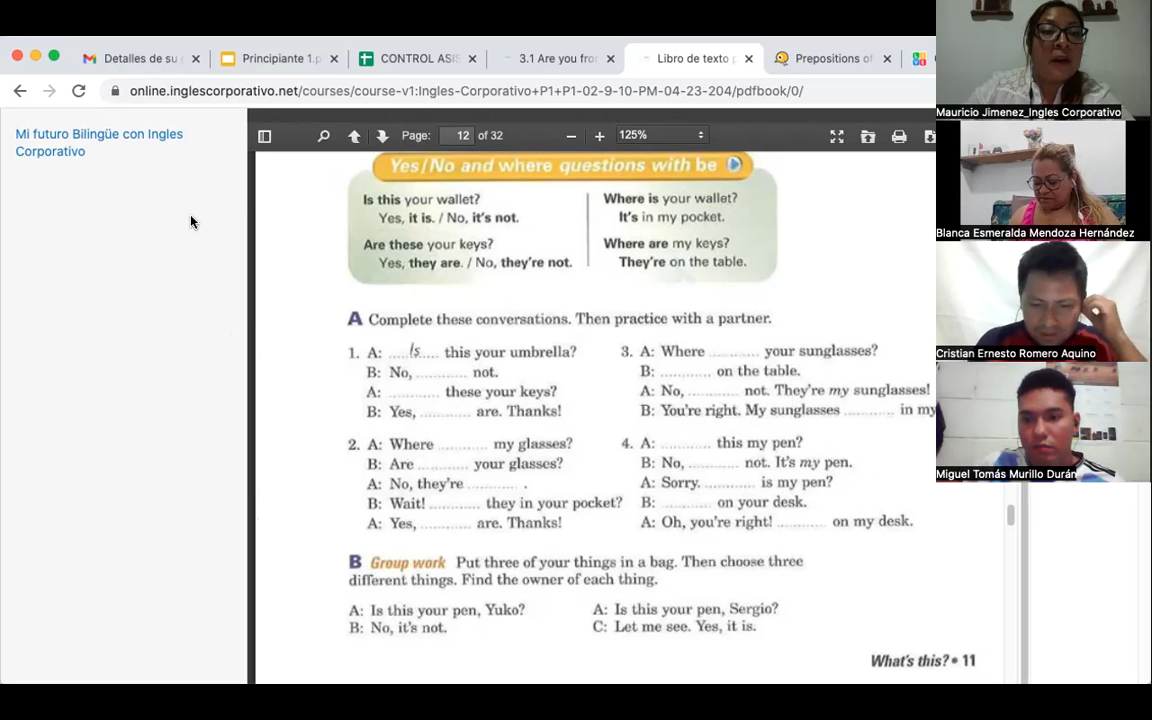 Detalles de su
Principiante 1.p
CONTROL ASIS
3.1 Are you fro
Libro de texto p
Prepositions of
online.inglescorporativo.net/courses/course-v1:Ingles-Corporativo+P1+P1-02-9-10-PM-04-23-204/pdfbook/0/
Mi futuro Bilingüe con Ingles
Corporativo
Page: 12 of 32
125%
Yes/No and where questions with be
Is this your wallet?
Yes, it is. / No, it's not.
Are these your keys?
Yes, they are. / No, they're not.
Where is your wallet?
It's in my pocket.
Where are my keys?
They're on the table.
A Complete these conversations. Then practice with a partner.
1. A: ....Is.... this your umbrella?
B: No, ............ not.
A: ............ these your keys?
B: Yes, ............ are. Thanks!
2. A: Where ............ my glasses?
B: Are ............ your glasses?
A: No, they're ............ .
B: Wait! ............ they in your pocket?
A: Yes, ............ are. Thanks!
3. A: Where ............ your sunglasses?
B: ............ on the table.
A: No, ............ not. They're my sunglasses!
B: You're right. My sunglasses ............ in my
4. A: ............ this my pen?
B: No, ............ not. It's my pen.
A: Sorry. ............ is my pen?
B: ............ on your desk.
A: Oh, you're right! ............ on my desk.
B Group work Put three of your things in a bag. Then choose three
different things. Find the owner of each thing.
A: Is this your pen, Yuko?
B: No, it's not.
A: Is this your pen, Sergio?
C: Let me see. Yes, it is.
What's this? • 11
Mauricio Jimenez_Ingles Corporativo
Blanca Esmeralda Mendoza Hernández
Cristian Ernesto Romero Aquino
Miguel Tomás Murillo Durán